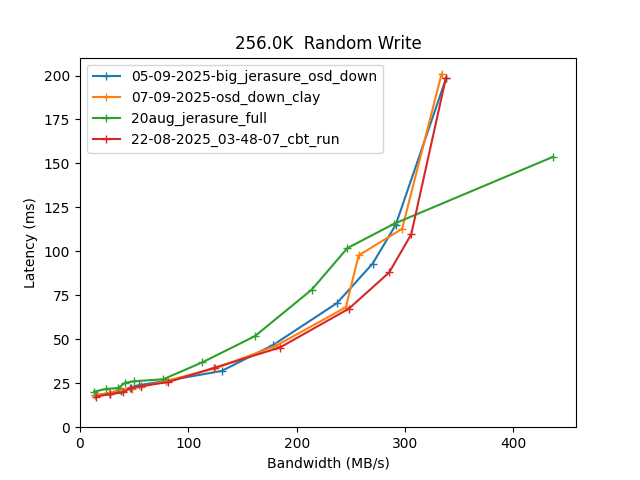 256.0K  Random Write
05-09-2025-big_jerasure_osd_down
07-09-2025-osd_down_clay
20aug_jerasure_full
22-08-2025_03-48-07_cbt_run
Latency (ms)
200
175
150
125
100
75
50
25
0
0 100 200 300 400
Bandwidth (MB/s)